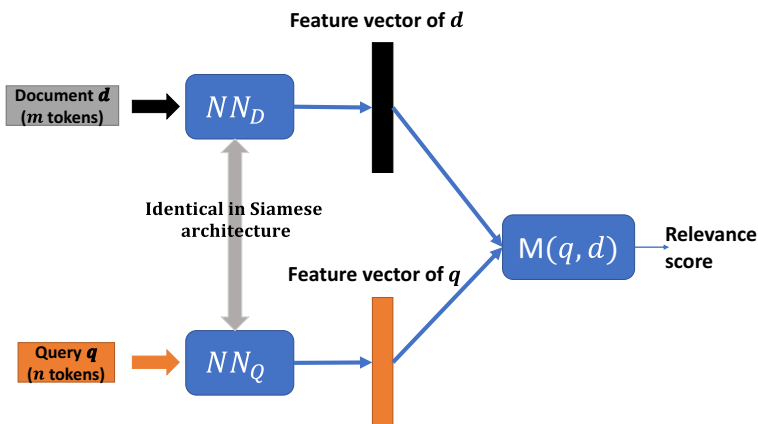 Feature vector of d
Document d
(m tokens)
NN_D
Identical in Siamese
architecture
M(q, d)
Relevance
score
Feature vector of q
Query q
(n tokens)
NN_Q